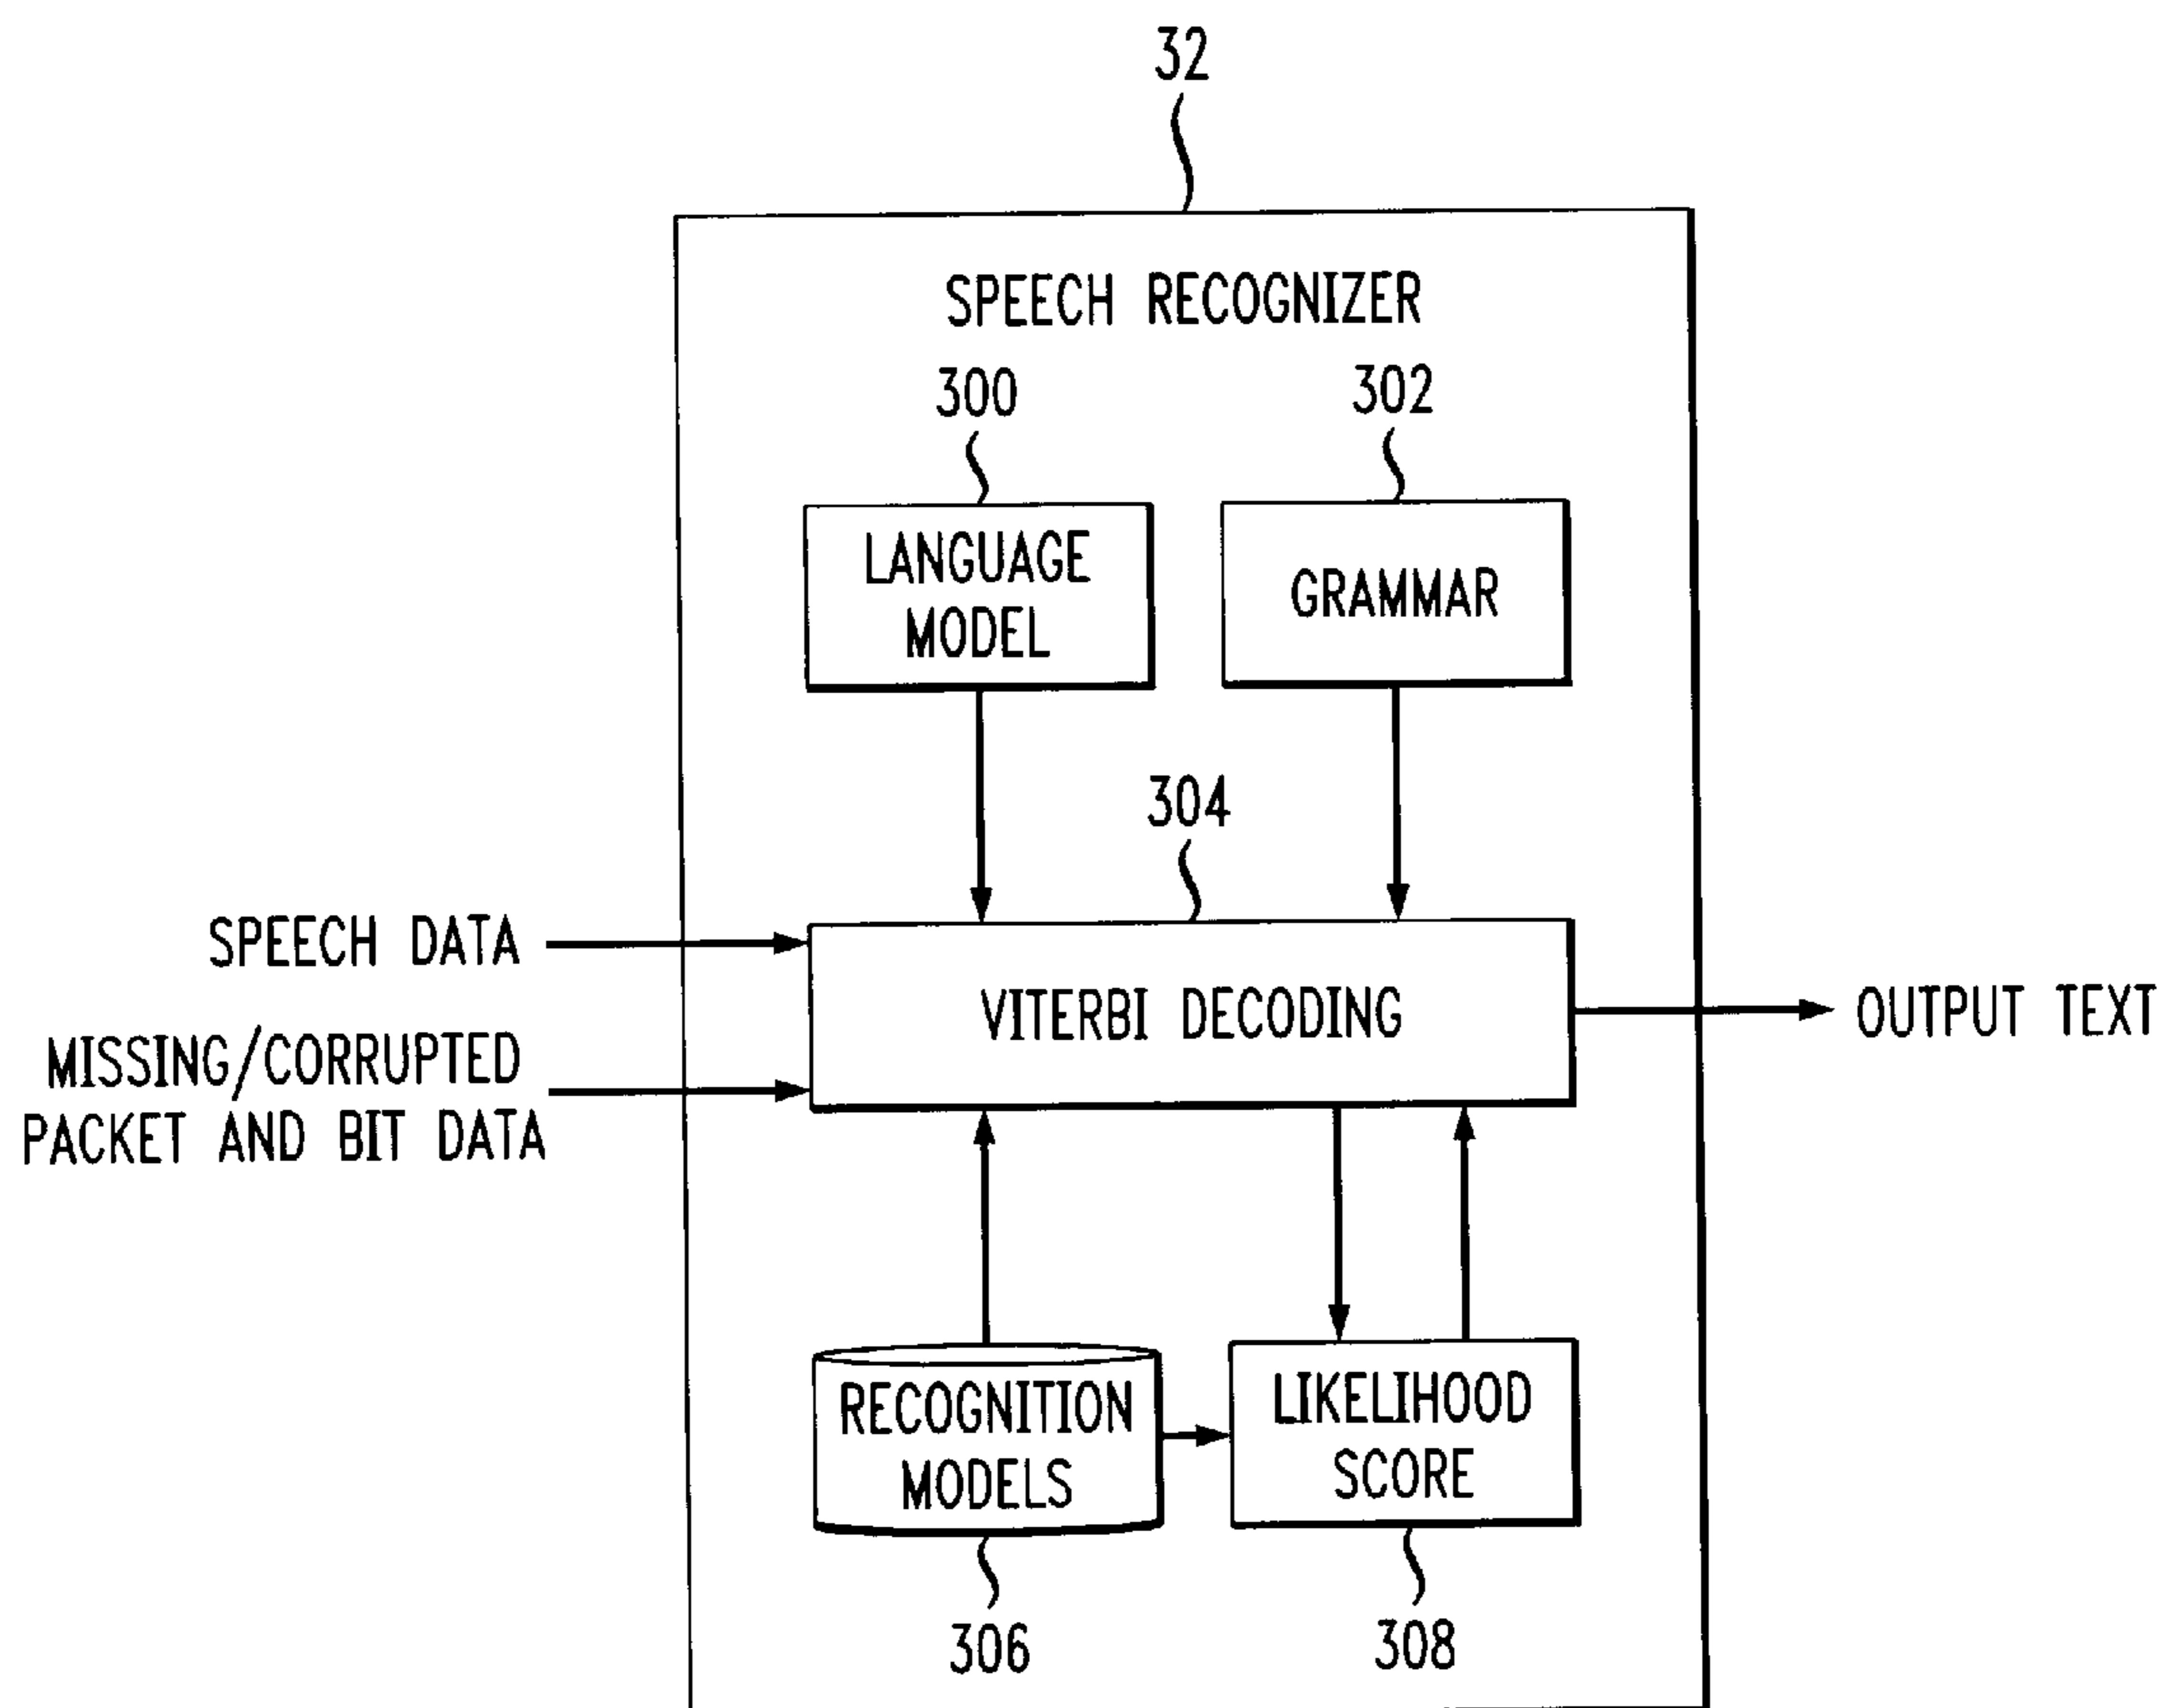 32
SPEECH RECOGNIZER
300
302
LANGUAGE
MODEL
GRAMMAR
304
SPEECH DATA
VITERBI DECODING
OUTPUT TEXT
MISSING/CORRUPTED
PACKET AND BIT DATA
RECOGNITION
MODELS
LIKELIHOOD
SCORE
306
308